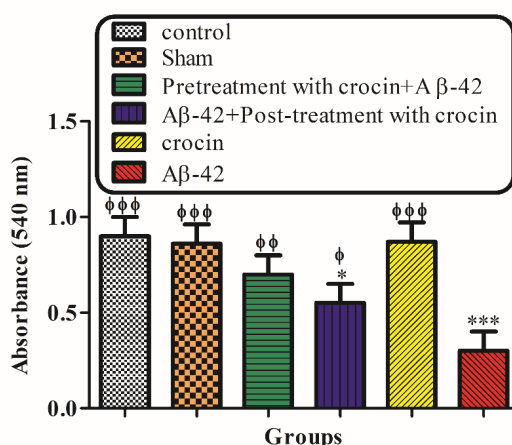 control
Sham
Pretreatment with crocin+A β-42
Aβ-42+Post-treatment with crocin
crocin
Aβ-42
Absorbance (540 nm)
1.5
1.0
0.5
0.0
ϕϕϕ
ϕϕϕ
ϕϕ
ϕ
*
ϕϕϕ
***
Groups